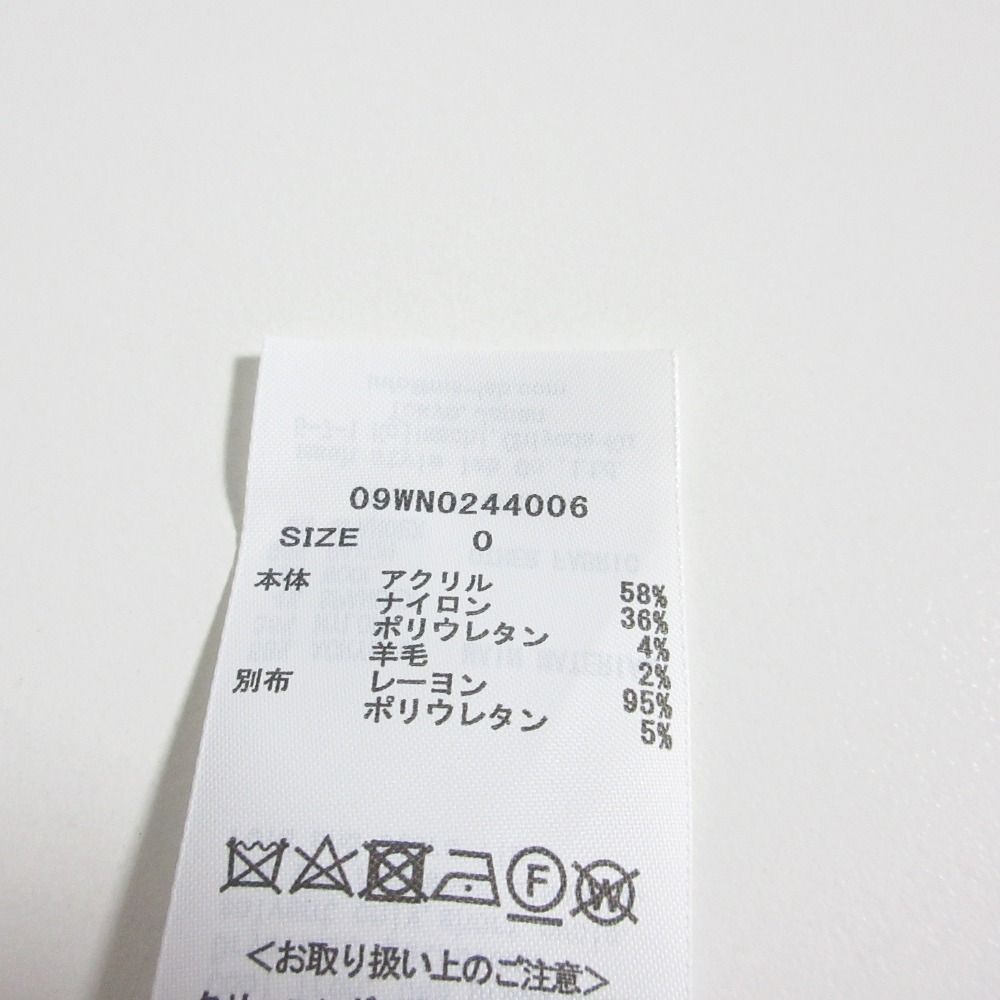 09WN0244006
SIZE 0
本体 アクリル 58%
ナイロン 36%
ポリウレタン 4%
羊毛 2%
別布 レーヨン 95%
ポリウレタン 5%
F W
<お取り扱い上のご注意>